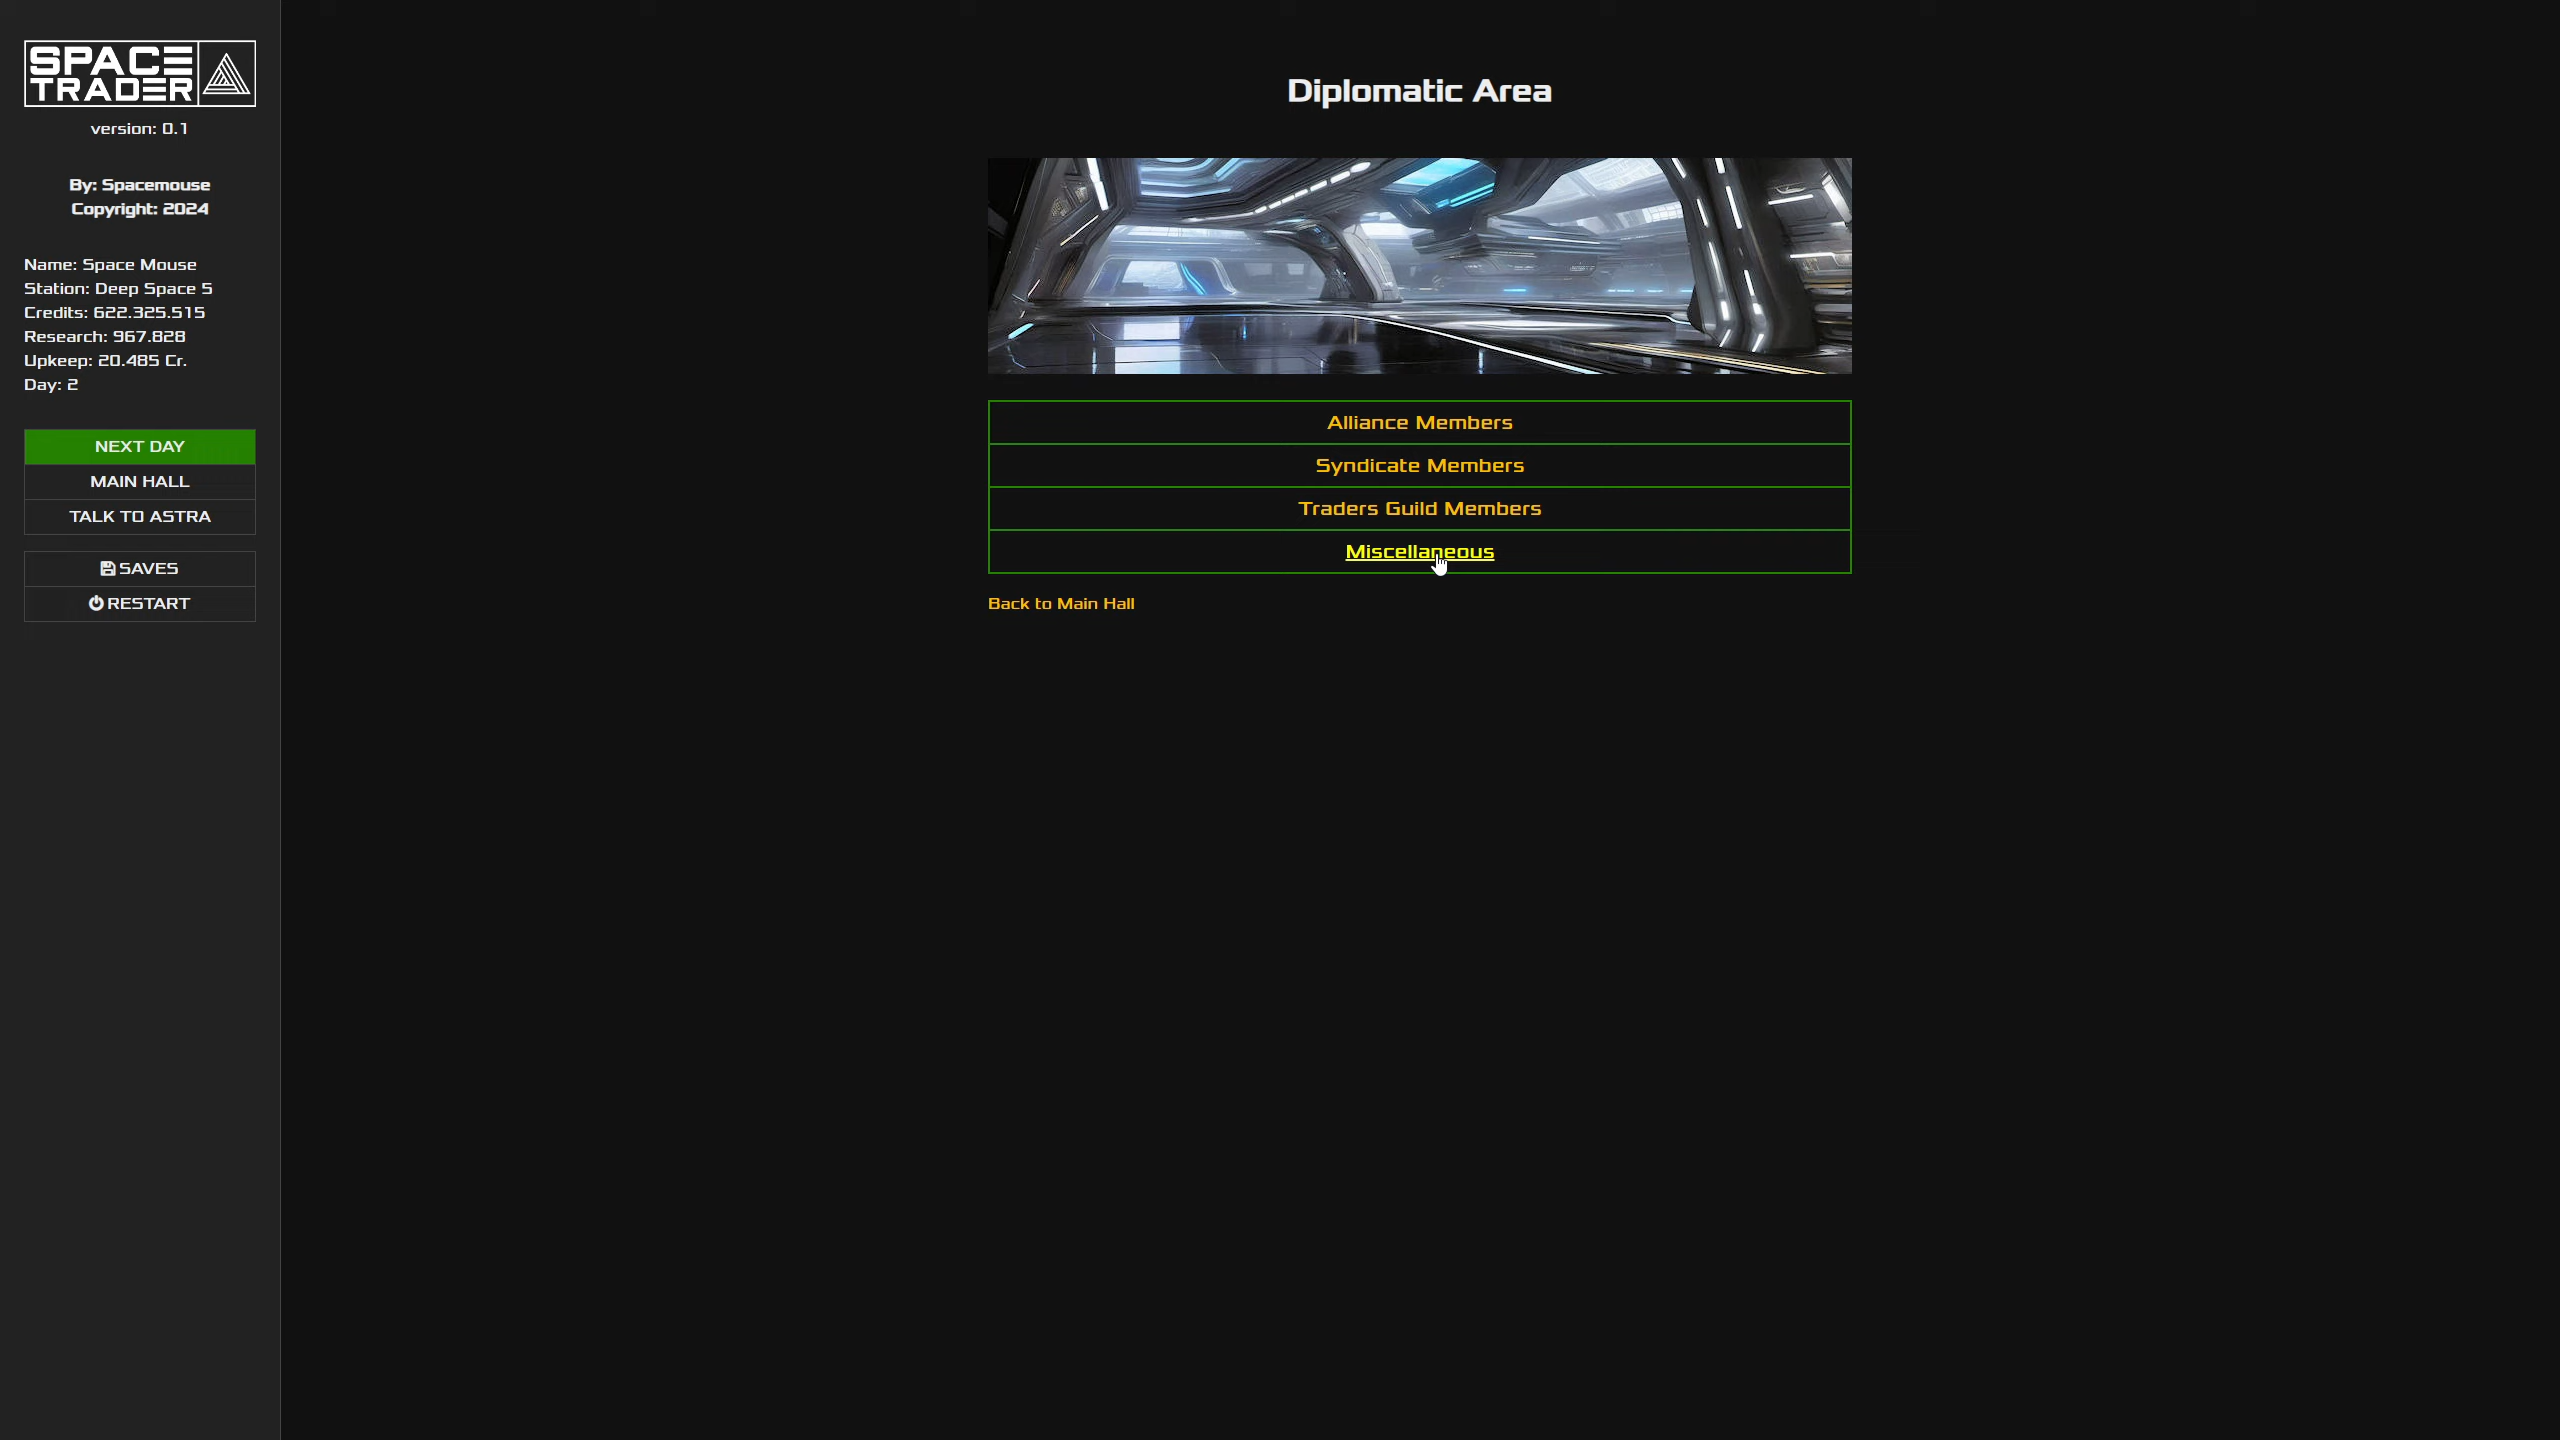 SPACE
TRADER
version: 0.1
By: Spacemouse
Copyright: 2024
Name: Space Mouse
Station: Deep Space 5
Credits: 622.325.515
Research: 967.828
Upkeep: 20.485 Cr.
Day: 2
NEXT DAY
MAIN HALL
TALK TO ASTRA
SAVES
RESTART
Diplomatic Area
Alliance Members
Syndicate Members
Traders Guild Members
Miscellaneous
Back to Main Hall